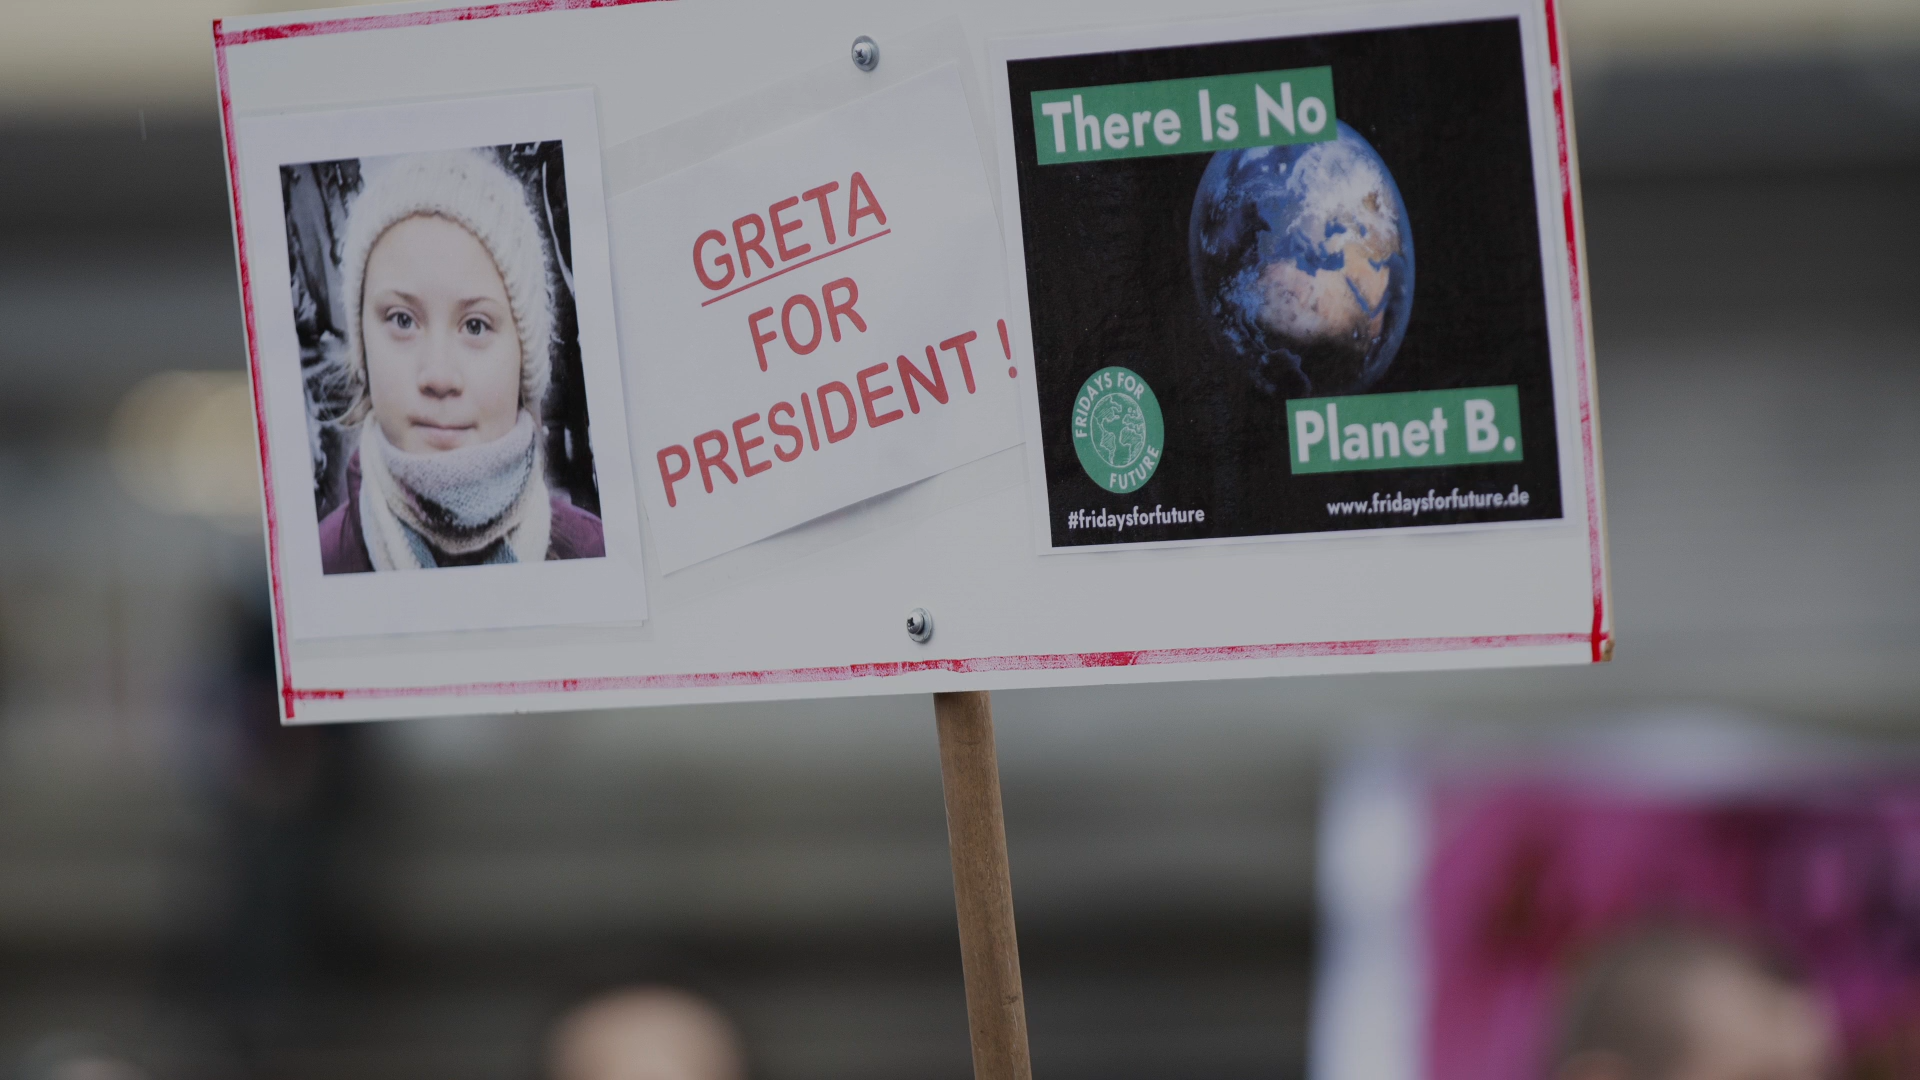 GRETA
FOR
PRESIDENT !
There Is No
Planet B.
FRIDAYS FOR
FUTURE
#fridaysforfuture
www.fridaysforfuture.de